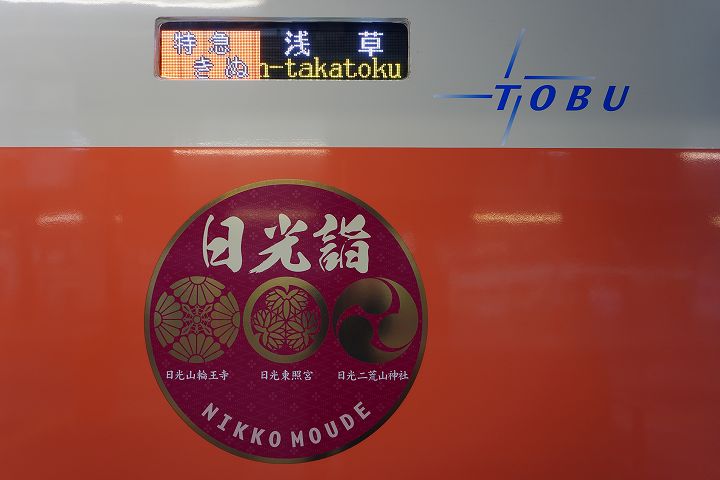 特急 浅草
きぬ n-takatoku
TOBU
日光詣
日光山輪王寺 日光東照宮 日光二荒山神社
NIKKO MOUDE